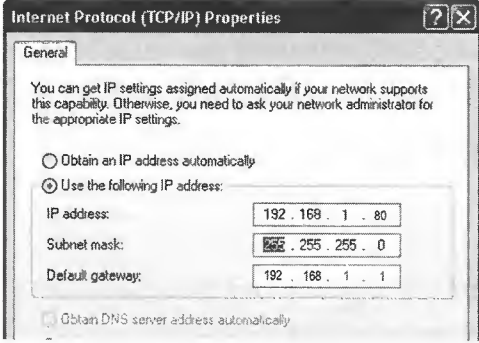 Internet Protocol (TCP/IP) Properties
General
You can get IP settings assigned automatically if your network supports
this capability. Otherwise, you need to ask your network administrator for
the appropriate IP settings.
Obtain an IP address automatically
Use the following IP address:
IP address: 192 . 168 . 1 . 80
Subnet mask: 255 . 255 . 255 . 0
Default gateway: 192 . 168 . 1 . 1
Obtain DNS server address automatically